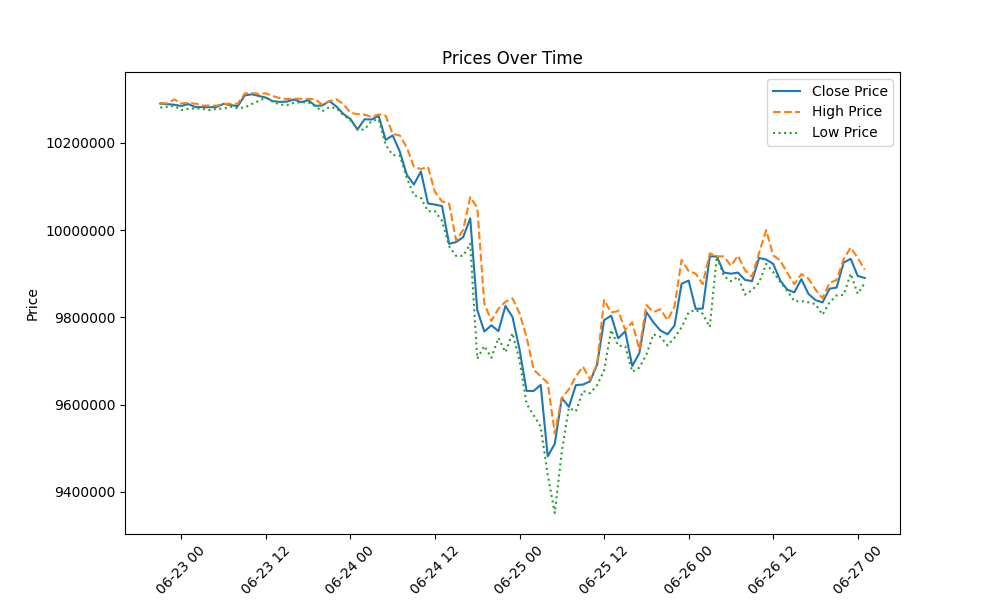 Prices Over Time
Close Price
High Price
Low Price
Price
10200000
10000000
9800000
9600000
9400000
06-23 00
06-23 12
06-24 00
06-24 12
06-25 00
06-25 12
06-26 00
06-26 12
06-27 00